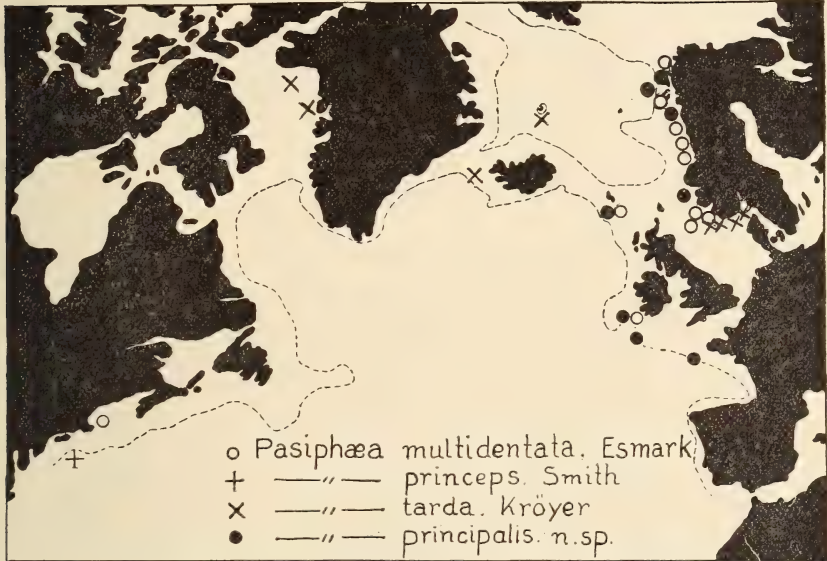 o Pasiphæa multidentata. Esmark
+ —〃— princeps. Smith
x —〃— tarda. Kröyer
● —〃— principalis. n.sp.